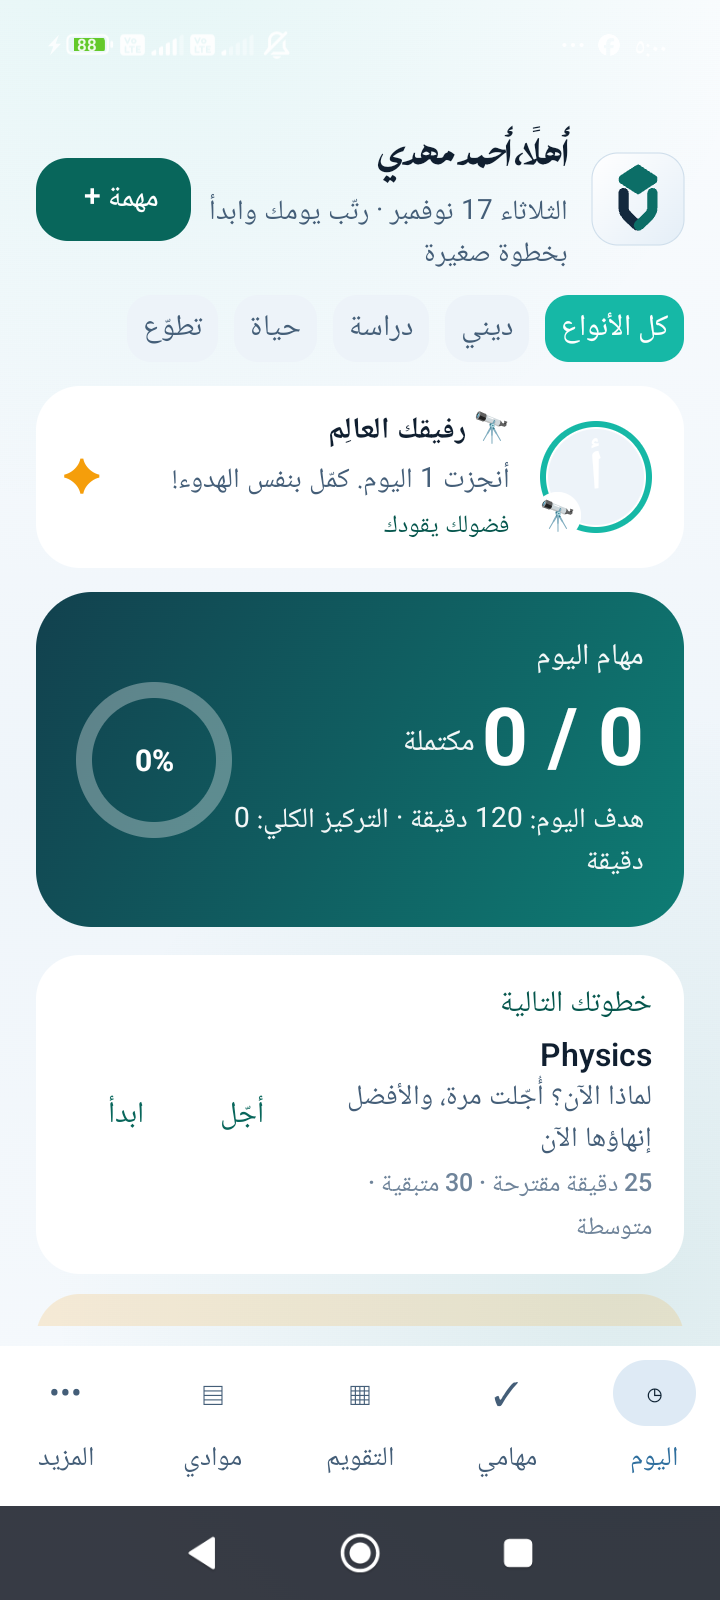 88
أهلًا، أحمد مهدي
الثلاثاء 17 نوفمبر · رتّب يومك وابدأ
بخطوة صغيرة
مهمة +
كل الأنواع
ديني
دراسة
حياة
تطوّع
أ
رفيقك العالِم
أنجزت 1 اليوم. كمّل بنفس الهدوء!
فضولك يقودك
مهام اليوم
0 / 0 مكتملة
هدف اليوم: 120 دقيقة · التركيز الكلي: 0
دقيقة
0%
خطوتك التالية
Physics
لماذا الآن؟ أُجّلت مرة، والأفضل
إنهاؤها الآن
25 دقيقة مقترحة · 30 متبقية ·
متوسطة
أجّل
ابدأ
اليوم
مهامي
التقويم
موادي
المزيد